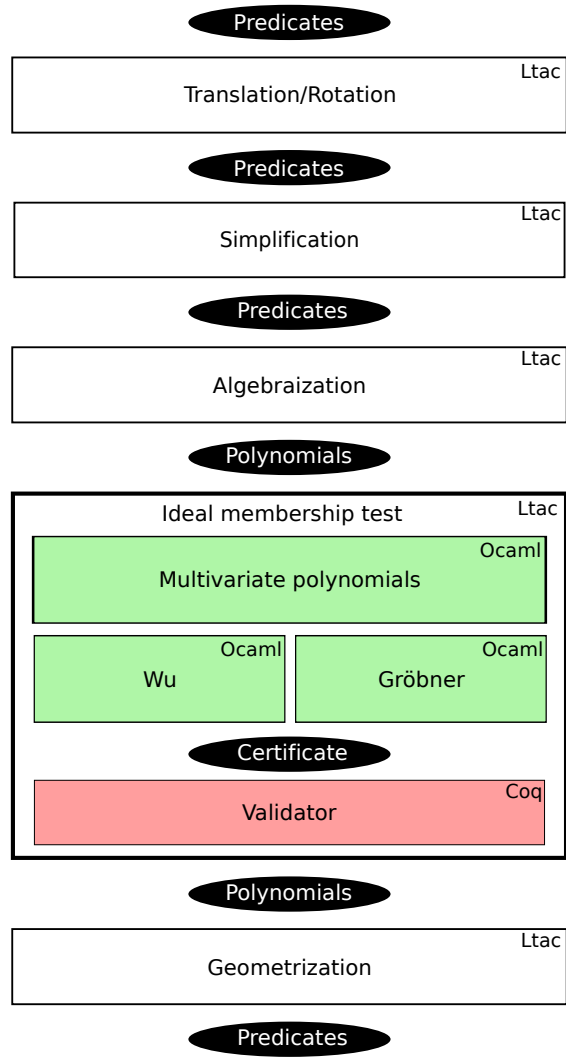 Predicates
Ltac
Translation/Rotation
Predicates
Ltac
Simplification
Predicates
Ltac
Algebraization
Polynomials
Ideal membership test
Ltac
Ocaml
Multivariate polynomials
Ocaml
Wu
Ocaml
Gröbner
Certificate
Coq
Validator
Polynomials
Ltac
Geometrization
Predicates